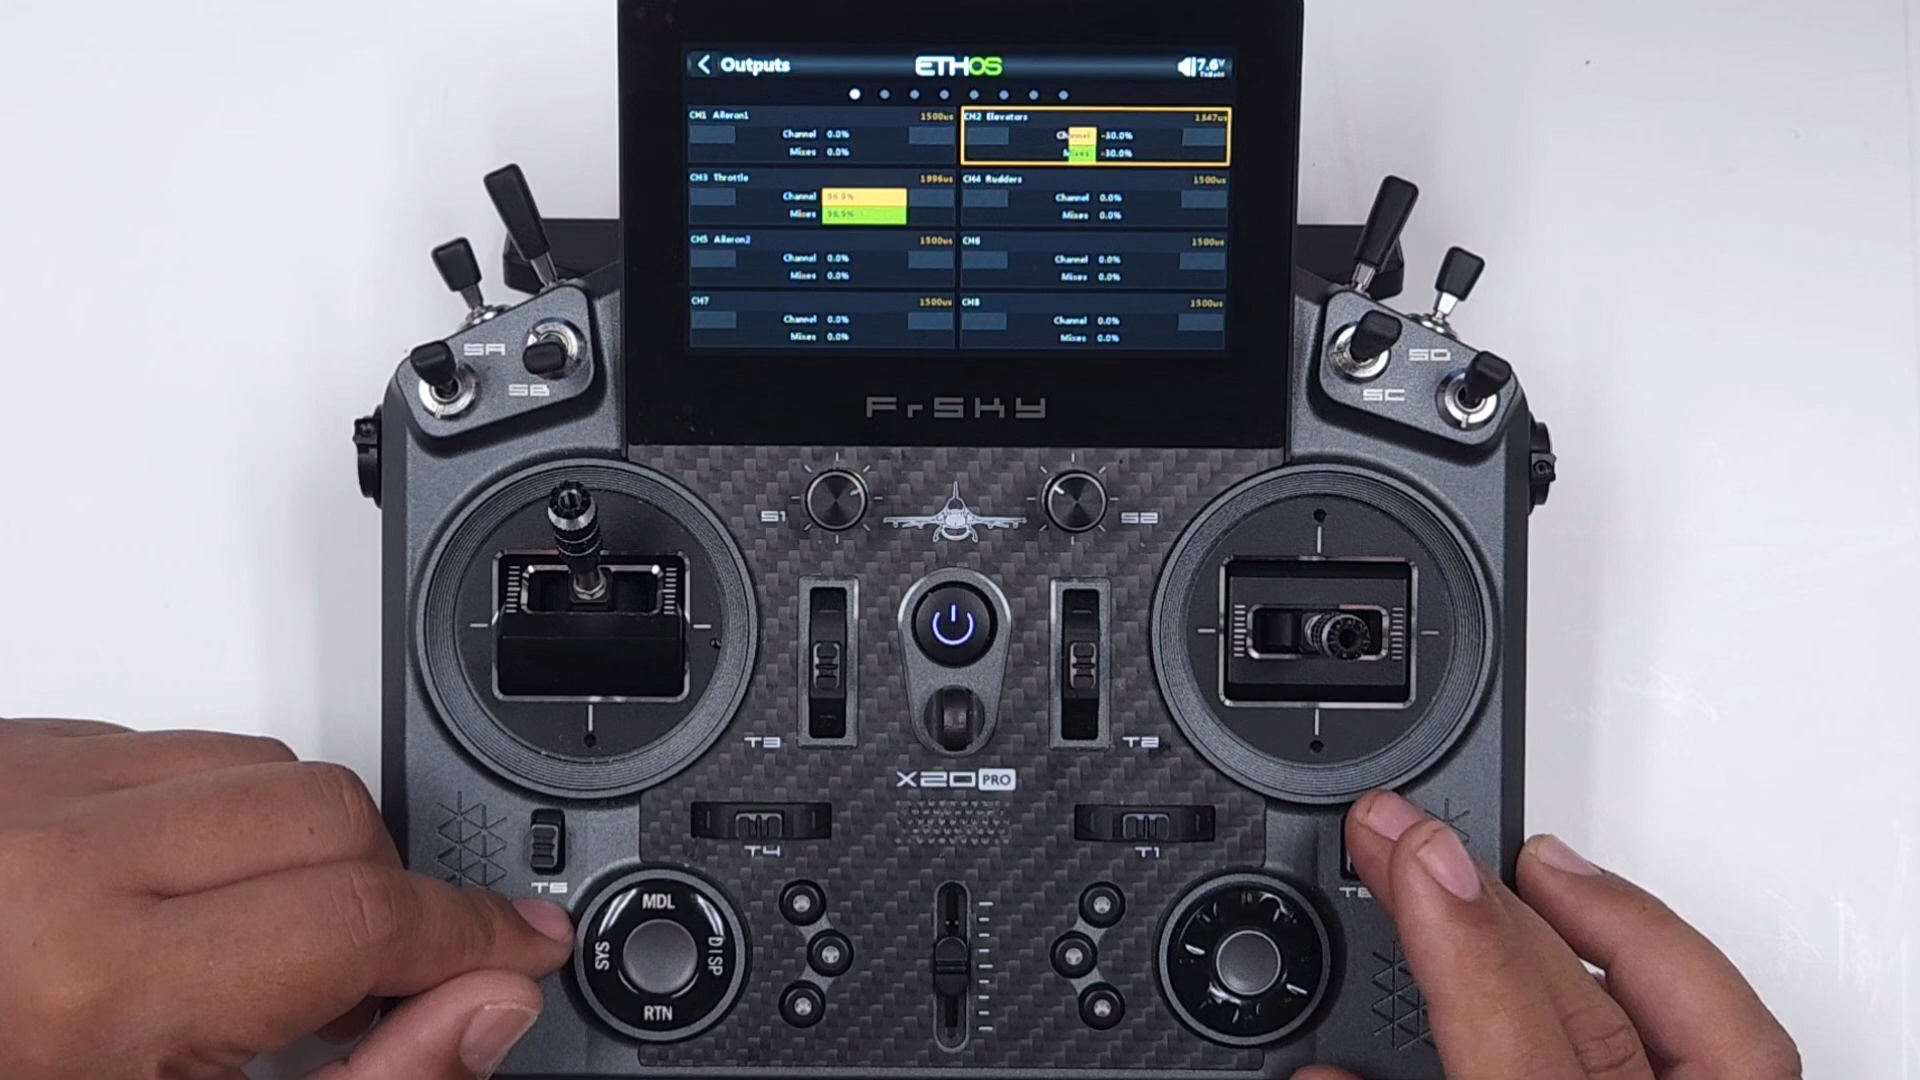 Outputs
ETHOS
7.6V
TxBatt
CH1 Aileron1 1500us
Channel 0.0%
Mixes 0.0%
CH2 Elevators 1347us
Channel -30.0%
Mixes -30.0%
CH3 Throttle 1996us
Channel 96.9%
Mixes 96.9%
CH4 Rudders 1500us
Channel 0.0%
Mixes 0.0%
CH5 Aileron2 1500us
Channel 0.0%
Mixes 0.0%
CH6 1500us
Channel 0.0%
Mixes 0.0%
CH7 1500us
Channel 0.0%
Mixes 0.0%
CH8 1500us
Channel 0.0%
Mixes 0.0%
FrSKY
SA
SB
SD
SC
S1
S2
T3
T2
X20 PRO
T4
T1
T5
MDL
SYS
DISP
RTN